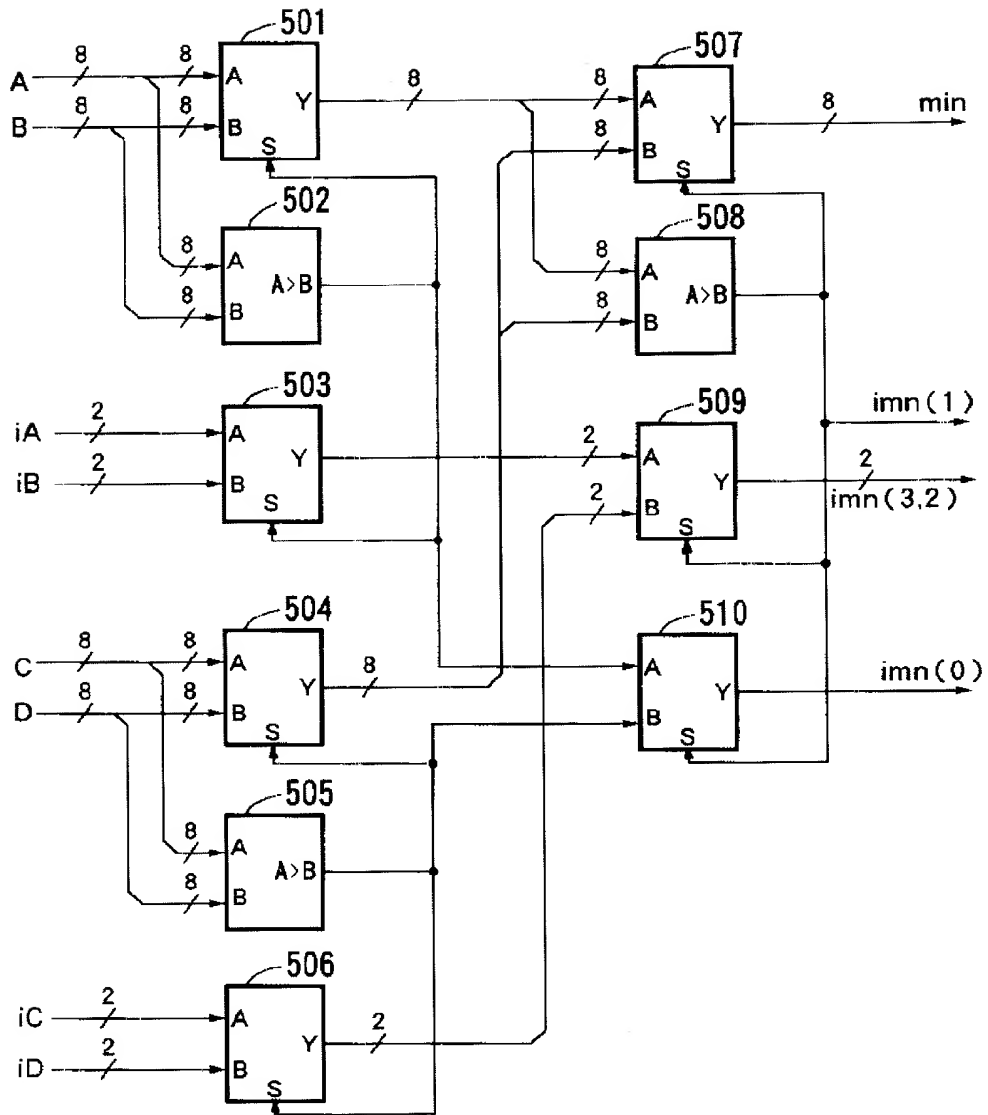 501
A 8 8 A Y 8
B 8 8 B S
502
8 A
8 B A>B
503
iA 2 A Y 2
iB 2 B S
504
C 8 8 A Y 8
D 8 8 B S
505
8 A
8 B A>B
506
iC 2 A Y 2
iD 2 B S
507
8 A Y 8 min
8 B S
508
8 A
8 B A>B
509
imn(1)
A Y 2
2 B S imn(3,2)
510
A Y imn(0)
B S